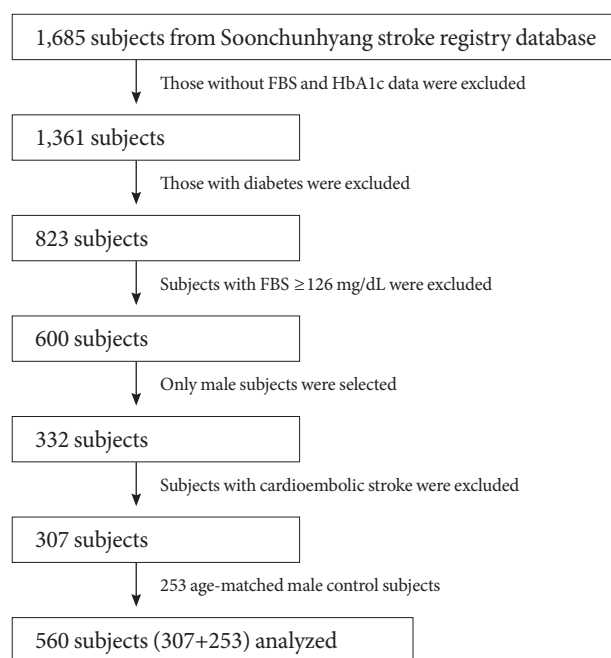 1,685 subjects from Soonchunhyang stroke registry database
Those without FBS and HbA1c data were excluded
1,361 subjects
Those with diabetes were excluded
823 subjects
Subjects with FBS ≥126 mg/dL were excluded
600 subjects
Only male subjects were selected
332 subjects
Subjects with cardioembolic stroke were excluded
307 subjects
253 age-matched male control subjects
560 subjects (307+253) analyzed